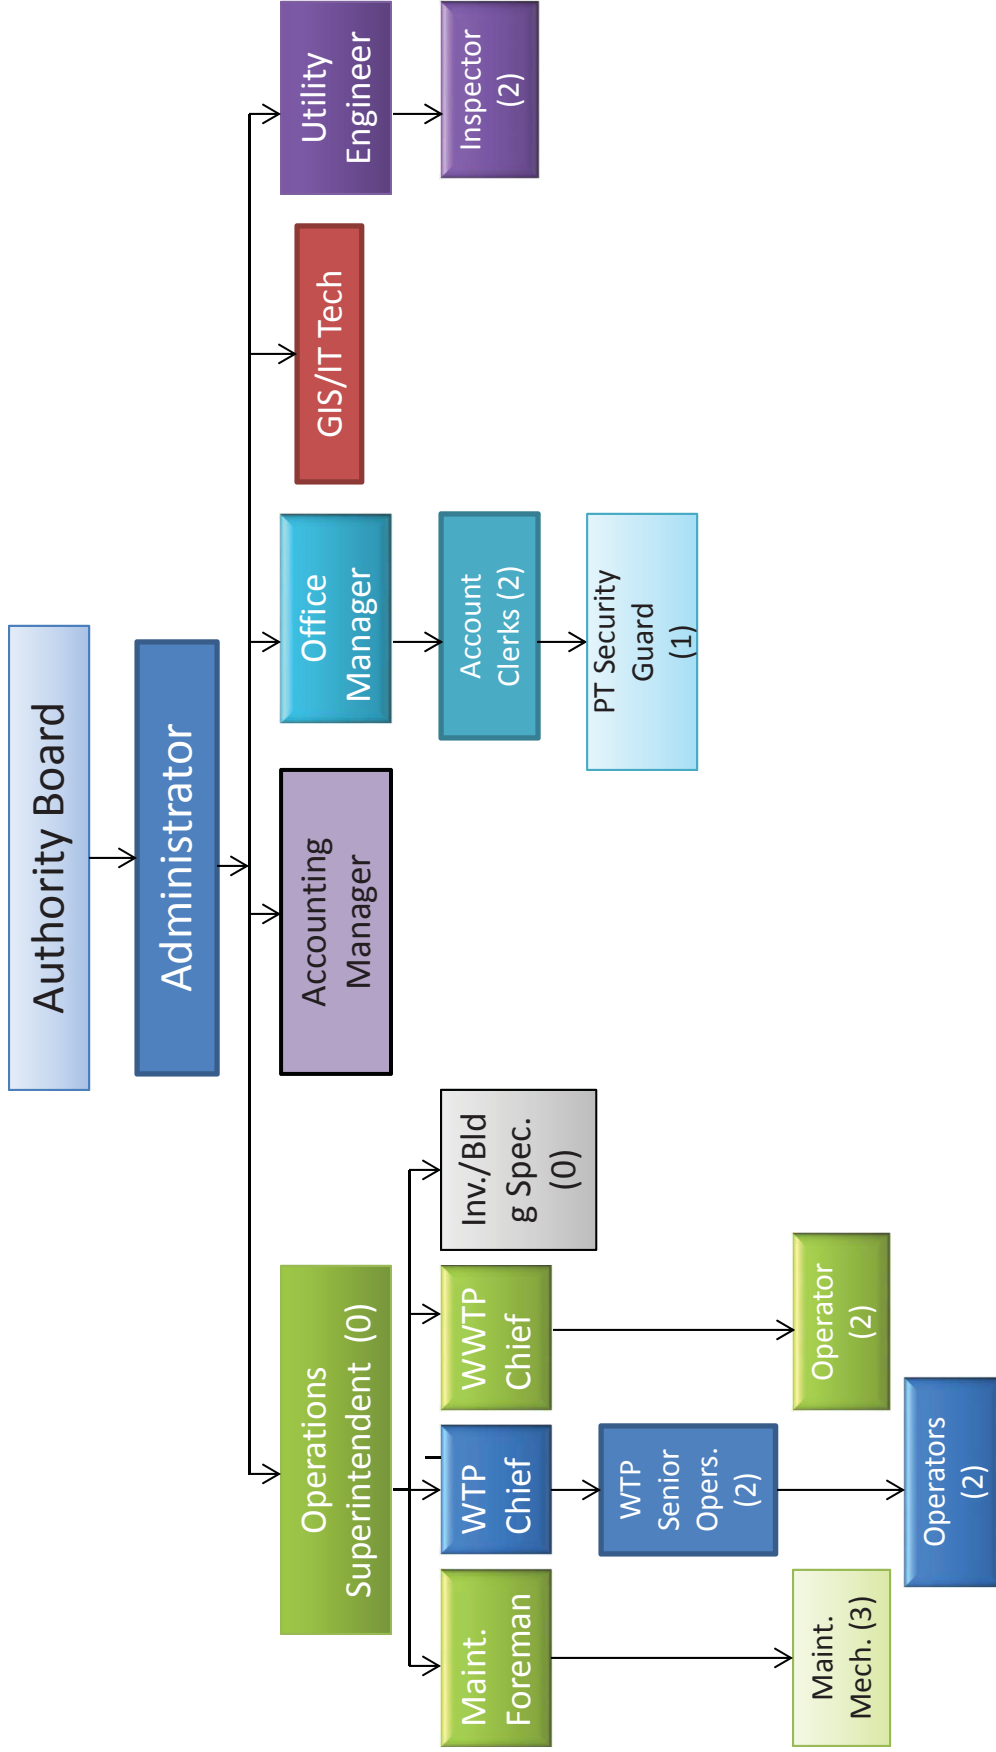 Authority Board
Administrator
Operations
Superintendent (0)
Accounting
Manager
Office
Manager
GIS/IT Tech
Utility
Engineer
Maint.
Foreman
WTP
Chief
WWTP
Chief
Inv./Bld
g Spec.
(0)
Account
Clerks (2)
Inspector
(2)
WTP
Senior
Opers.
(2)
PT Security
Guard
(1)
Maint.
Mech. (3)
Operator
(2)
Operators
(2)